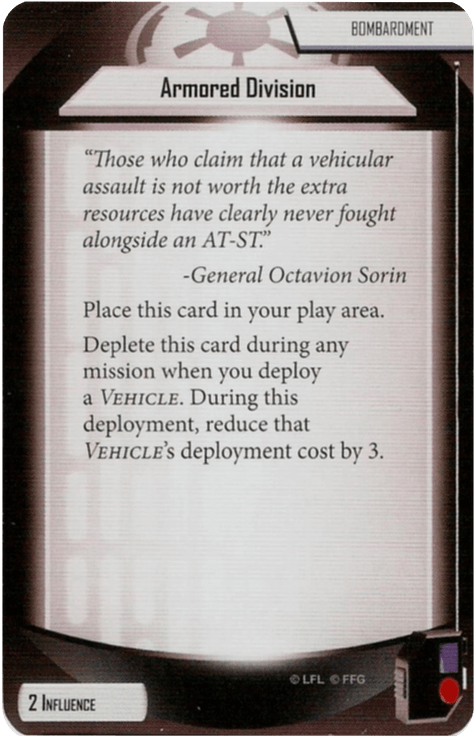 BOMBARDMENT
Armored Division
“Those who claim that a vehicular
assault is not worth the extra
resources have clearly never fought
alongside an AT-ST.”
-General Octavion Sorin
Place this card in your play area.
Deplete this card during any
mission when you deploy
a VEHICLE. During this
deployment, reduce that
VEHICLE’s deployment cost by 3.
© LFL © FFG
2 INFLUENCE